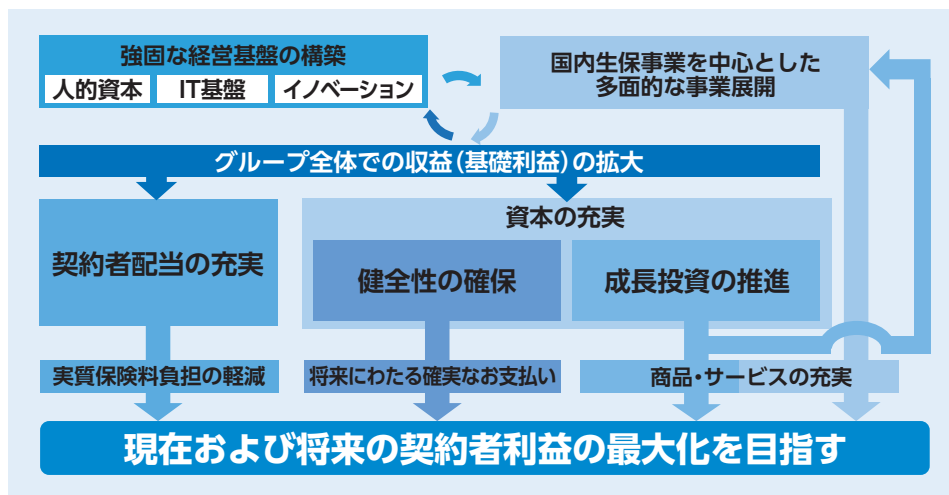 強固な経営基盤の構築
人的資本 IT基盤 イノベーション
国内生保事業を中心とした
多面的な事業展開
グループ全体での収益(基礎利益)の拡大
契約者配当の充実
資本の充実
健全性の確保
成長投資の推進
実質保険料負担の軽減
将来にわたる確実なお支払い
商品・サービスの充実
現在および将来の契約者利益の最大化を目指す